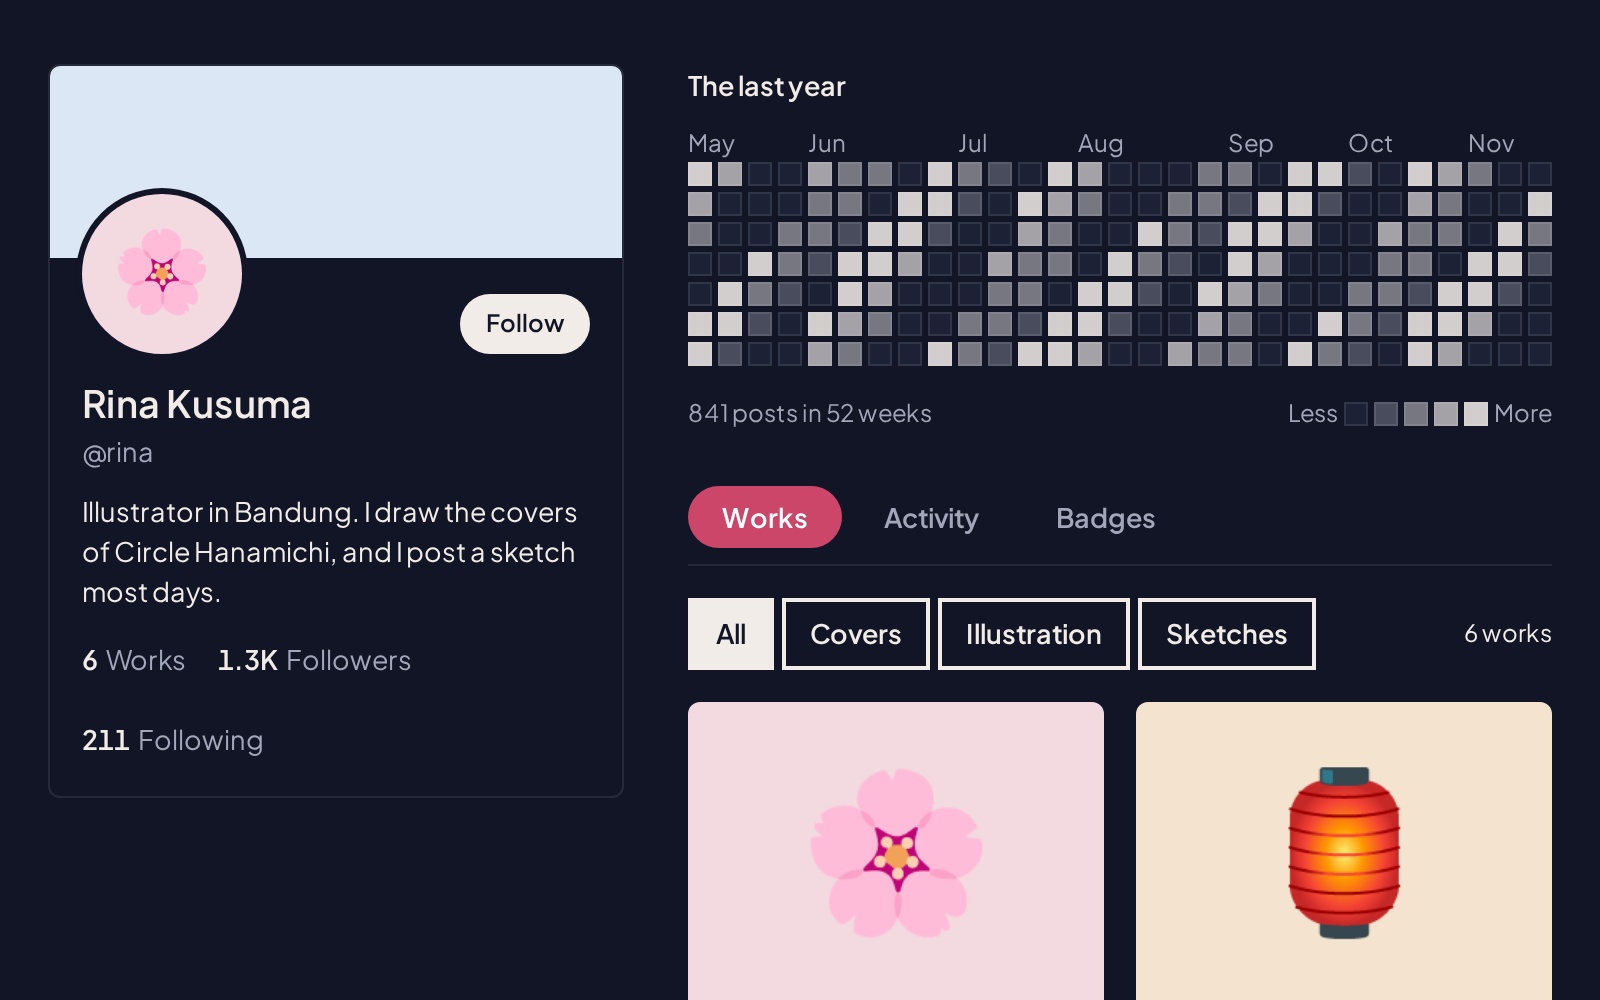 Follow
Rina Kusuma
@rina
Illustrator in Bandung. I draw the covers
of Circle Hanamichi, and I post a sketch
most days.
6 Works 1.3K Followers
211 Following
The last year
May Jun Jul Aug Sep Oct Nov
841 posts in 52 weeks
Less More
Works Activity Badges
All Covers Illustration Sketches 6 works